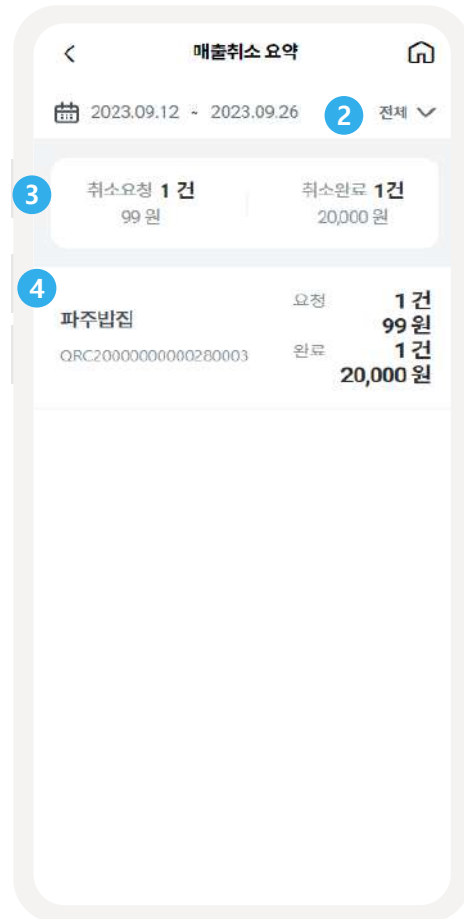 매출취소 요약
2023.09.12 ~ 2023.09.26 2 전체
3 취소요청 1 건 취소완료 1건
99 원 20,000 원
4
파주밥집 요청 1 건
99 원
QRC20000000000280003 완료 1 건
20,000 원